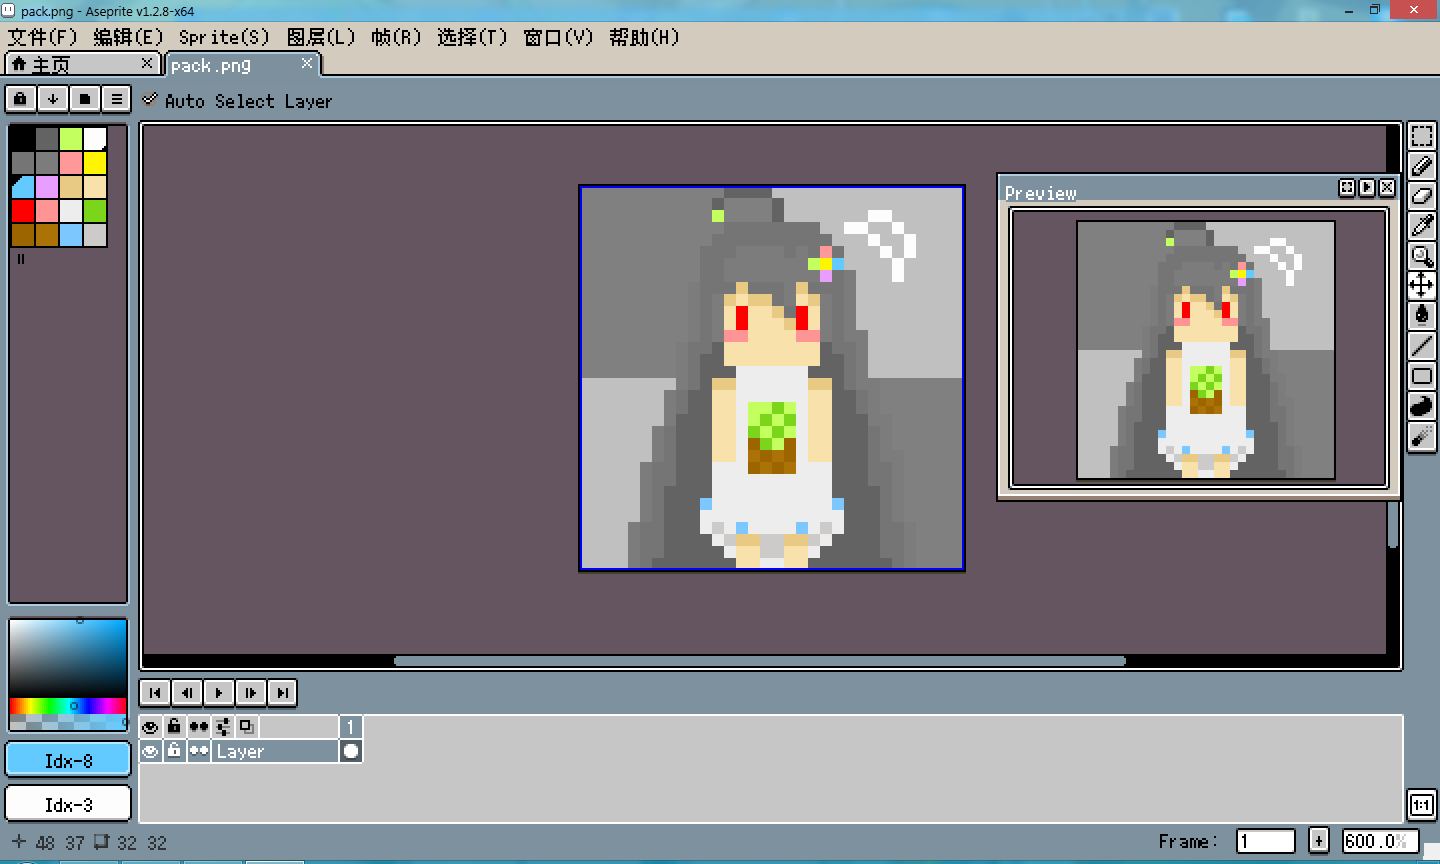 pack.png - Aseprite v1.2.8-x64
文件(F) 编辑(E) Sprite(S) 图层(L) 帧(R) 选择(T) 窗口(V) 帮助(H)
主页 pack.png
Auto Select Layer
Preview
1
Layer
Idx-8
Idx-3
1:1
48 37 32 32
Frame: 1 600.0%